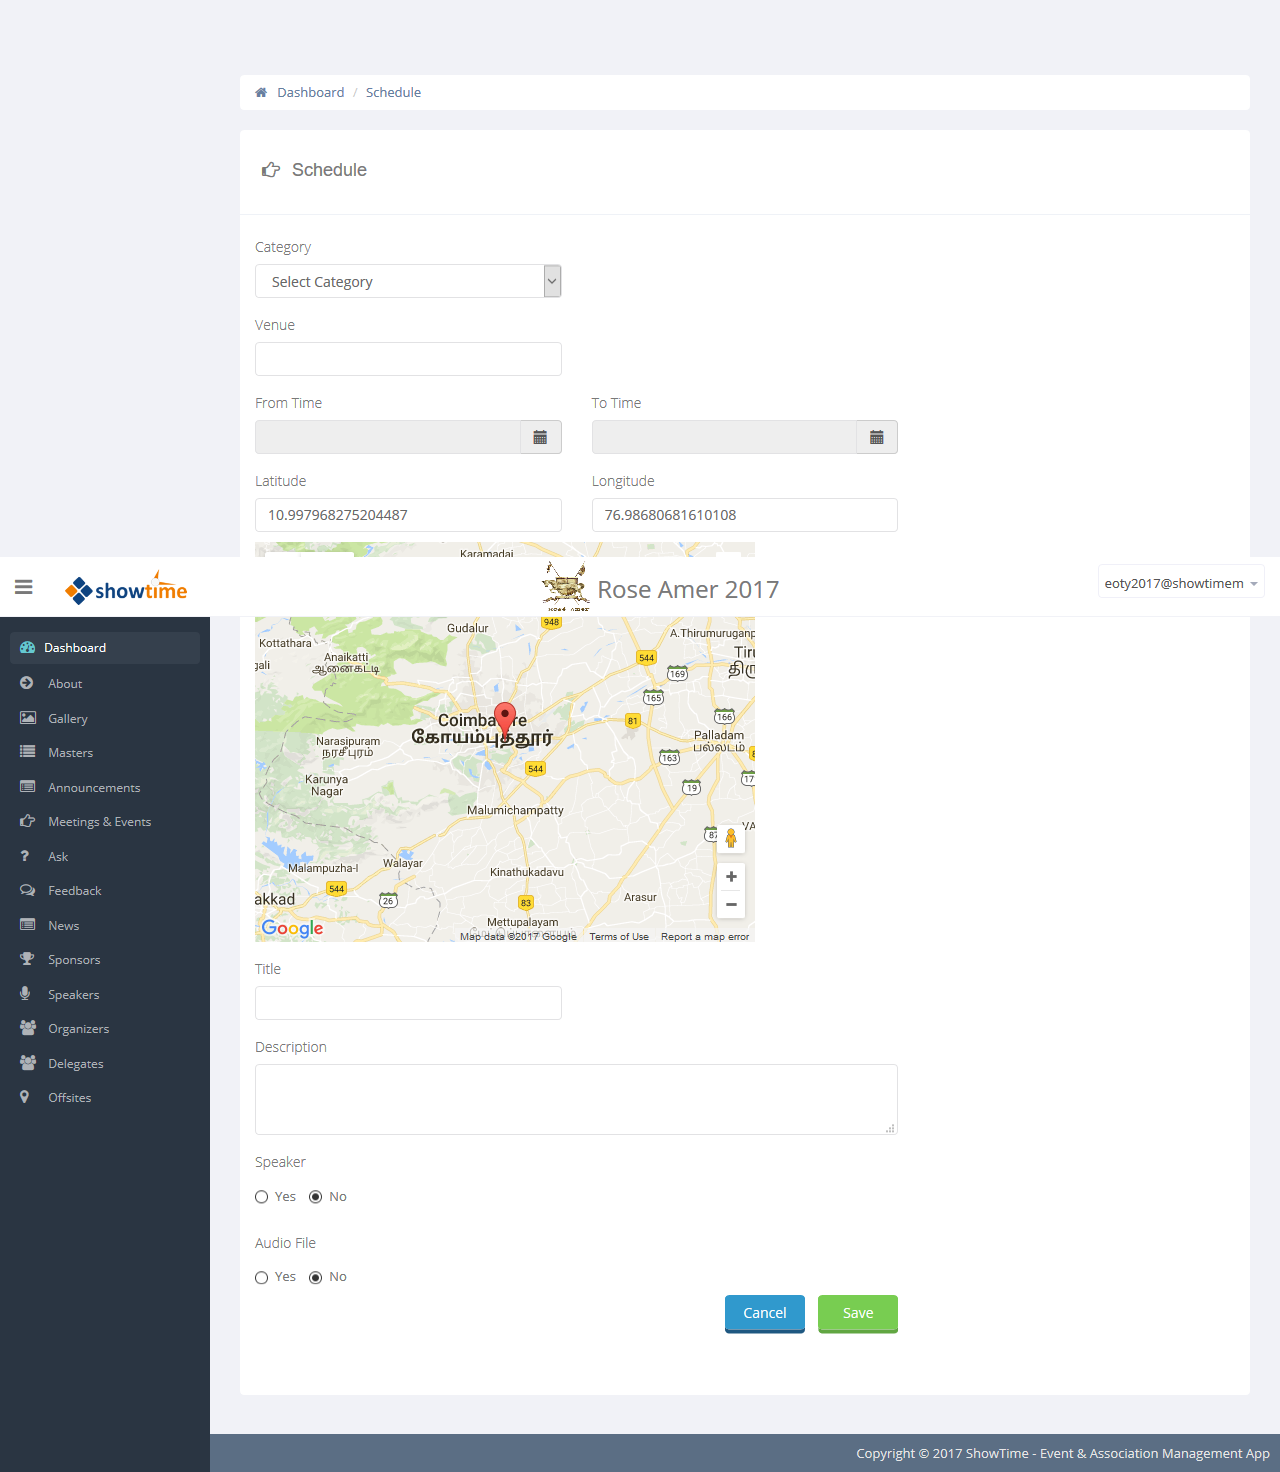 Dashboard / Schedule
Schedule
Category
Select Category
Venue
From Time
To Time
Latitude
Longitude
10.997968275204487
76.98680681610108
Karamadai
showtime
Rose Amer 2017
eoty2017@showtimem
Dashboard
About
Gallery
Masters
Announcements
Meetings & Events
Ask
Feedback
News
Sponsors
Speakers
Organizers
Delegates
Offsites
Gudalur
948
A.Thirumuruganp
Kottathara
Anaikatti
ஆனைகட்டி
544
169
165
Coimbatore
கோயம்புத்தூர்
81
166
Narasipuram
நரசீபுரம்
Palladam
பல்லடம்
163
544
Karunya
Nagar
19
17
Malumichampatty
87
Walayar
Malampuzha-I
Kinathukadavu
544
26
Arasur
akkad
83
Mettupalayam
Google
Map data ©2017 Google
Terms of Use
Report a map error
Title
Description
Speaker
Yes No
Audio File
Yes No
Cancel
Save
Copyright © 2017 ShowTime - Event & Association Management App